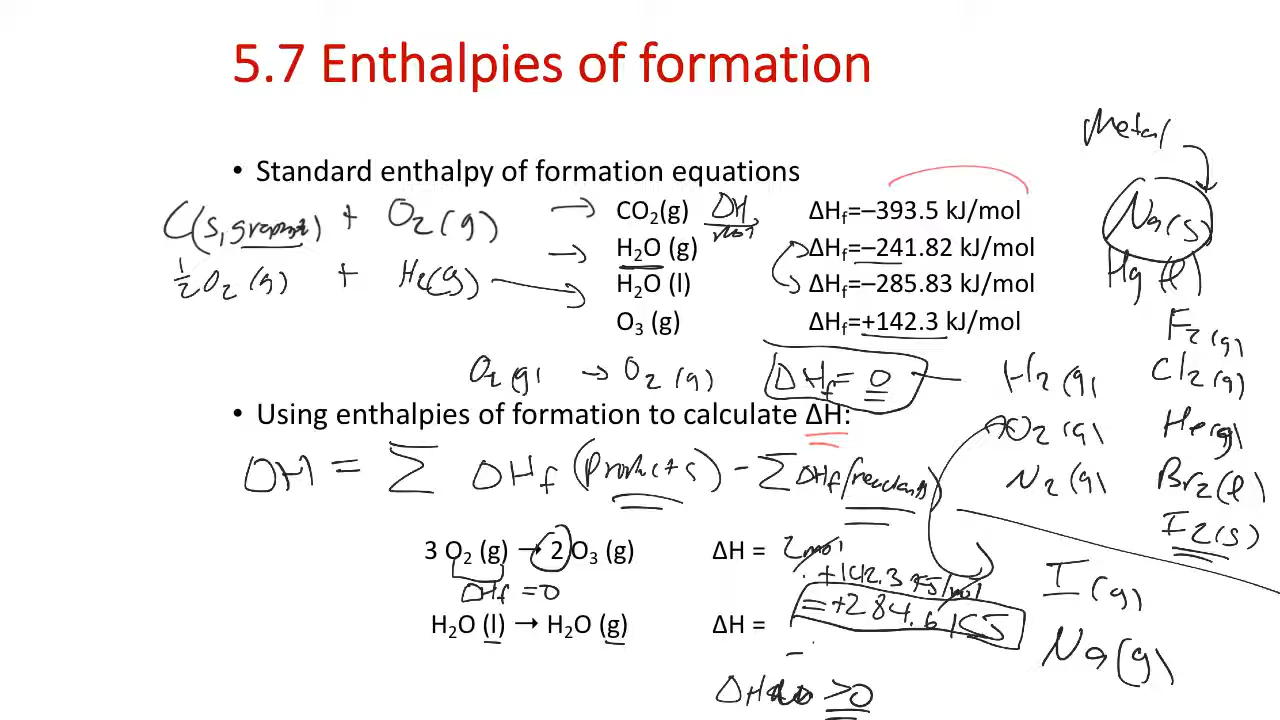 5.7 Enthalpies of formation
Metal
• Standard enthalpy of formation equations
C(s, graphite) + O₂(g) → CO₂(g) ΔH/mol ΔHf=–393.5 kJ/mol
Na(s)
→ H₂O (g) ΔHf=–241.82 kJ/mol
½O₂(g) + H₂(g) → H₂O (l) ΔHf=–285.83 kJ/mol
Hg(l)
O₃ (g) ΔHf=+142.3 kJ/mol
F₂(g)
O₂(g) → O₂(g) ΔHf = 0
H₂(g) Cl₂(g)
• Using enthalpies of formation to calculate ΔH:
O₂(g) He(g)
ΔH = Σ ΔHf (products) – Σ ΔHf (reactants)
N₂(g) Br₂(l)
I₂(s)
3 O₂ (g) → 2 O₃ (g) ΔH = 2mol
ΔHf = 0
· +142.3 kJ/mol
I(g)
= +284.6 kJ
H₂O (l) → H₂O (g) ΔH =
Na(g)
ΔH >0